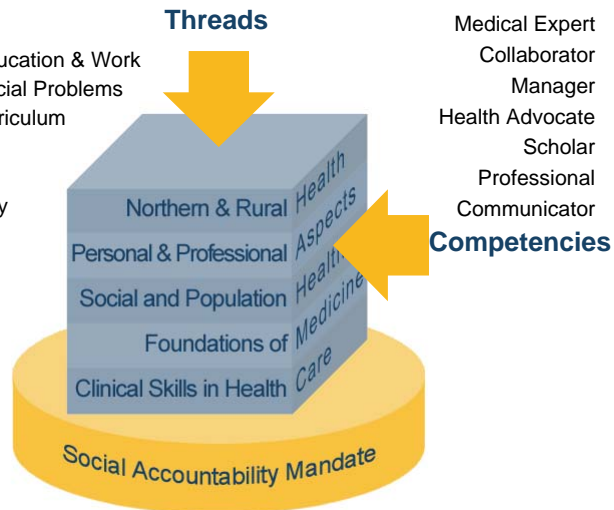 Threads
Education & Work
cial Problems
riculum
y
Medical Expert
Collaborator
Manager
Health Advocate
Scholar
Professional
Communicator
Competencies
Northern & Rural Health
Personal & Professional Aspects
Social and Population Health
Foundations of Medicine
Clinical Skills in Health Care
Social Accountability Mandate